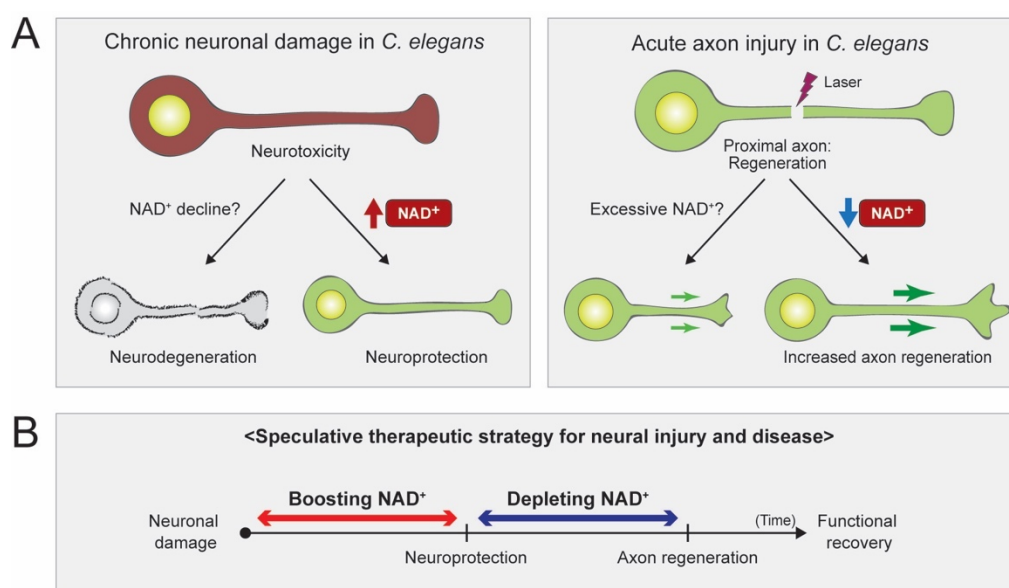 A
Chronic neuronal damage in C. elegans
Neurotoxicity
NAD⁺ decline?
NAD⁺
Neurodegeneration
Neuroprotection
Acute axon injury in C. elegans
Laser
Proximal axon:
Regeneration
Excessive NAD⁺?
NAD⁺
Increased axon regeneration
B
<Speculative therapeutic strategy for neural injury and disease>
Boosting NAD⁺
Depleting NAD⁺
Neuronal
damage
(Time)
Functional
recovery
Neuroprotection
Axon regeneration